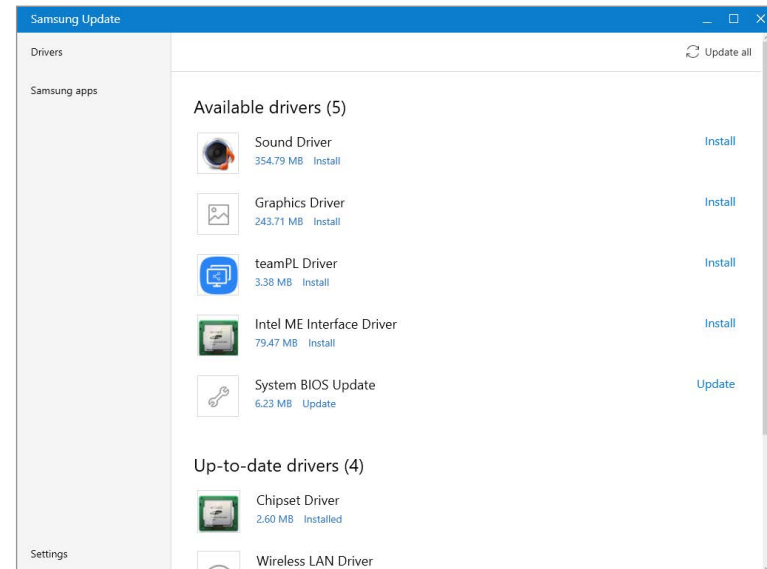 Samsung Update
Drivers
Update all
Samsung apps
Available drivers (5)
Sound Driver
354.79 MB Install
Install
Graphics Driver
243.71 MB Install
Install
teamPL Driver
3.38 MB Install
Install
Intel ME Interface Driver
79.47 MB Install
Install
System BIOS Update
6.23 MB Update
Update
Up-to-date drivers (4)
Chipset Driver
2.60 MB Installed
Wireless LAN Driver
Settings